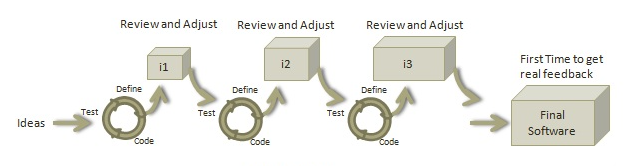 Review and Adjust
Review and Adjust
Review and Adjust
i1
i2
i3
First Time to get
real feedback
Define
Define
Define
Test
Test
Test
Ideas
Code
Code
Code
Final
Software